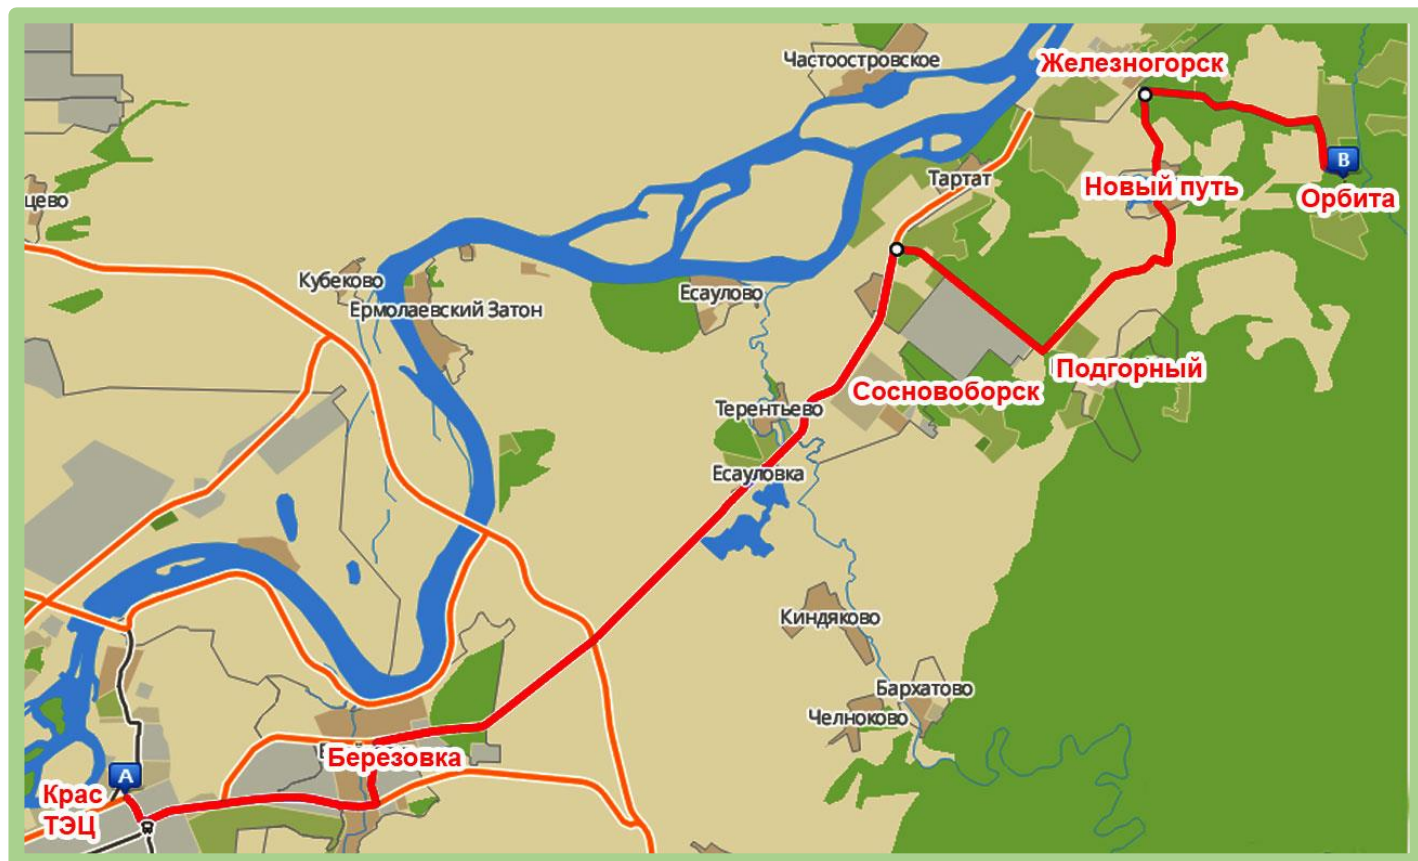 Частоостровское
Железногорск
B
Тартат
Новый путь
Орбита
цево
Кубеково
Ермолаевский Затон
Есаулово
Подгорный
Сосновоборск
Терентьево
Есауловка
Киндяково
Бархатово
Челноково
Березовка
A
Крас
ТЭЦ